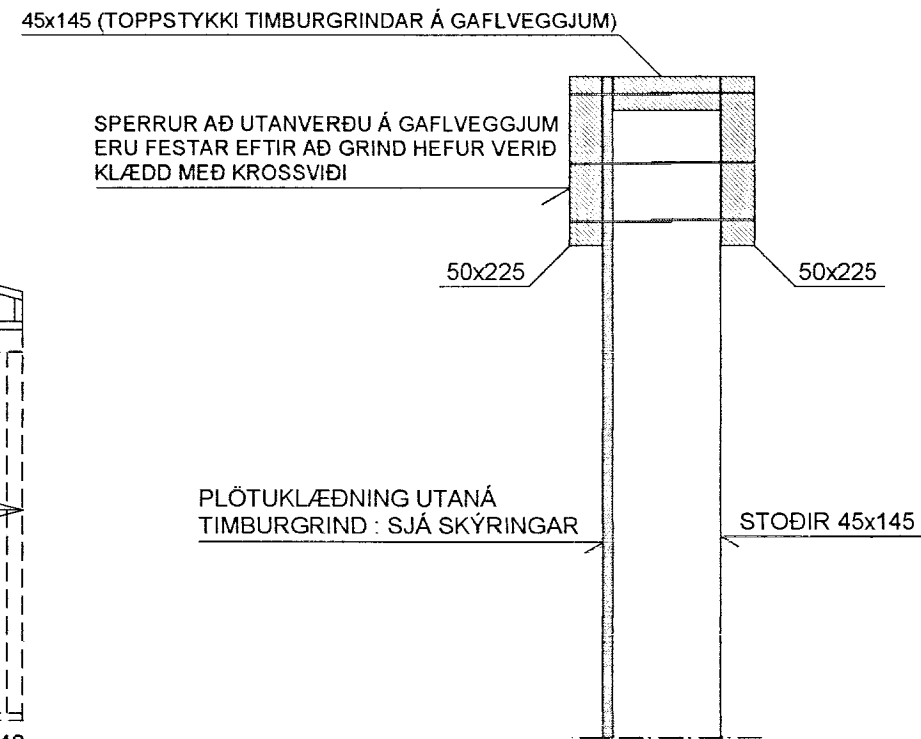 45x145 (TOPPSTYKKI TIMBURGRINDAR Á GAFLVEGGJUM)
SPERRUR AÐ UTANVERÐU Á GAFLVEGGJUM
ERU FESTAR EFTIR AÐ GRIND HEFUR VERIÐ
KLÆDD MEÐ KROSSVIÐI
50x225
50x225
PLÖTUKLÆÐNING UTANÁ
TIMBURGRIND : SJÁ SKÝRINGAR
STOÐIR 45x145